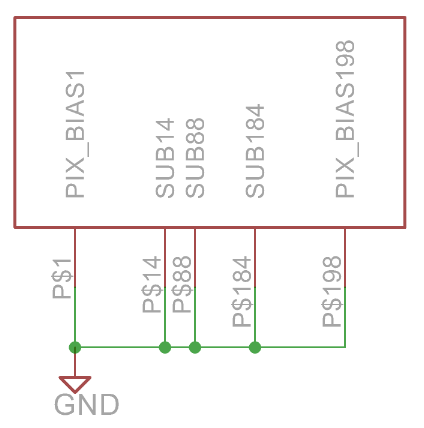 PIX_BIAS1
SUB14
SUB88
SUB184
PIX_BIAS198
P$1
P$14
P$88
P$184
P$198
GND